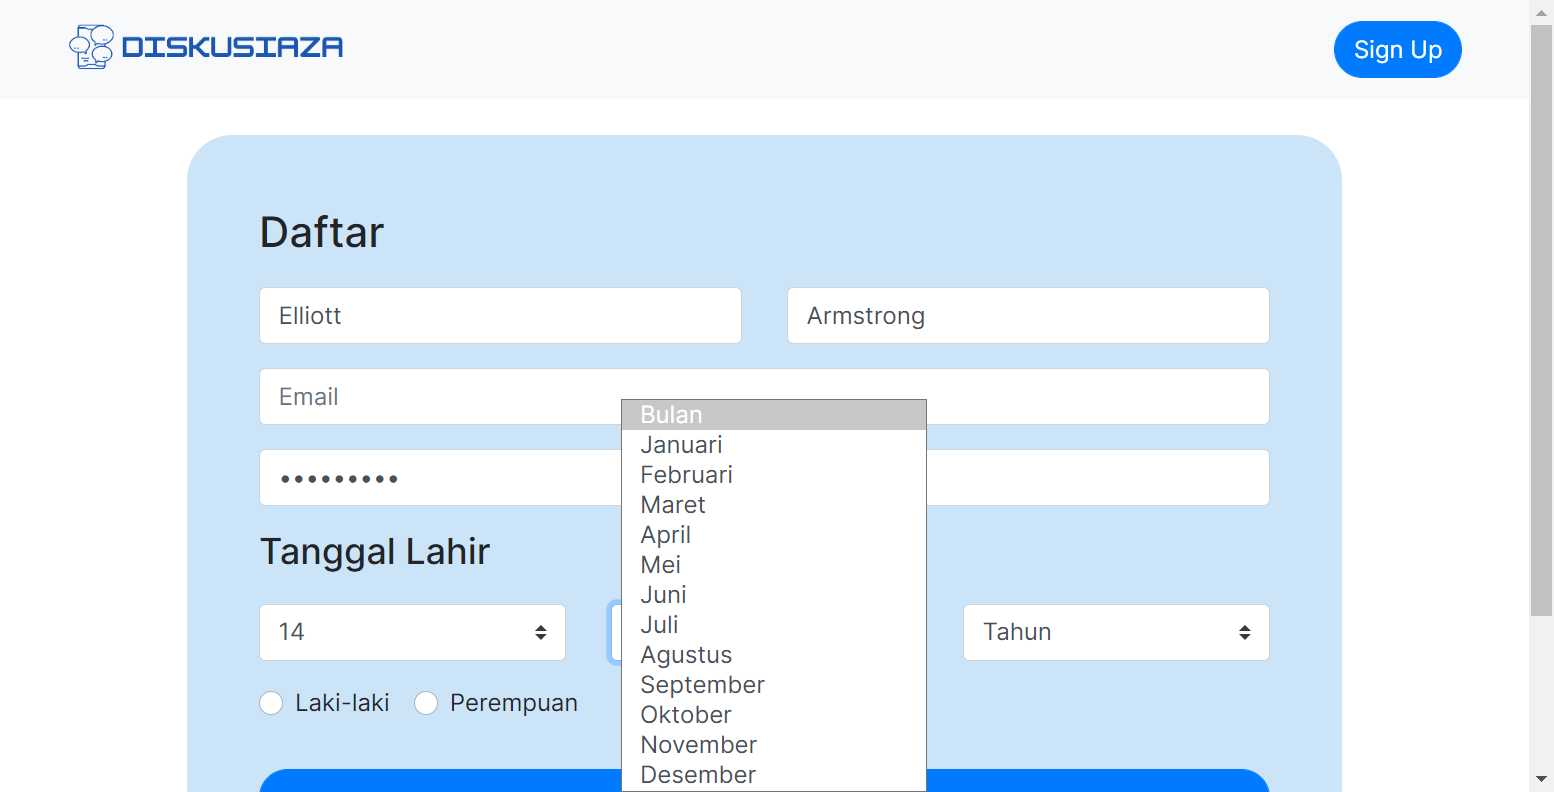 DISKUSIAZA
Sign Up
Daftar
Elliott
Armstrong
Email
•••••••••
Tanggal Lahir
14
Bulan
Januari
Februari
Maret
April
Mei
Juni
Juli
Agustus
September
Oktober
November
Desember
Tahun
Laki-laki
Perempuan